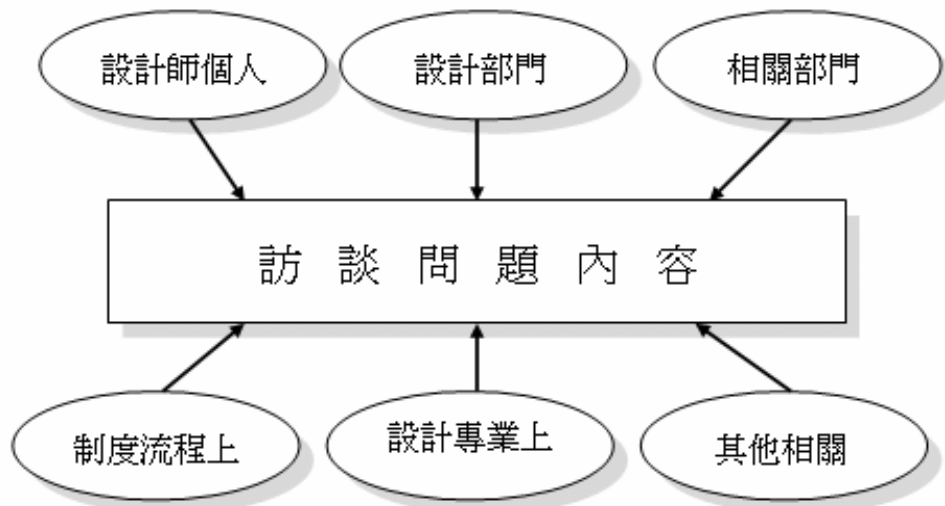 設計師個人
設計部門
相關部門
訪談問題內容
制度流程上
設計專業上
其他相關